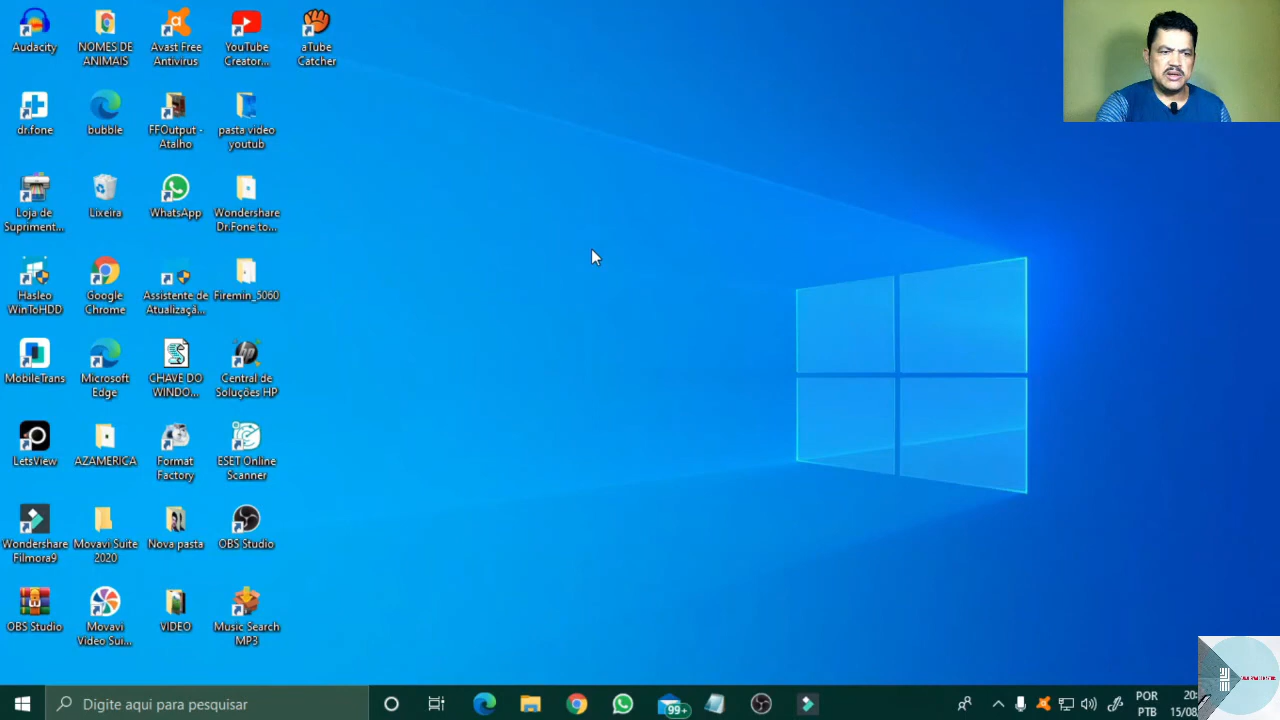 Audacity
NOMES DE
ANIMAIS
Avast Free
Antivirus
YouTube
Creator...
aTube
Catcher
dr.fone
bubble
FFOutput -
Atalho
pasta video
youtub
Loja de
Supriment...
Lixeira
WhatsApp
Wondershare
Dr.Fone to...
Hasleo
WinToHDD
Google
Chrome
Assistente de
Atualizaçã...
Firemin_5060
MobileTrans
Microsoft
Edge
CHAVE DO
WINDO...
Central de
Soluções HP
LetsView
AZAMERICA
Format
Factory
ESET Online
Scanner
Wondershare
Filmora9
Movavi Suite
2020
Nova pasta
OBS Studio
OBS Studio
Movavi
Video Sui...
VIDEO
Music Search
MP3
Digite aqui para pesquisar
99+
POR
PTB
20:
15/08